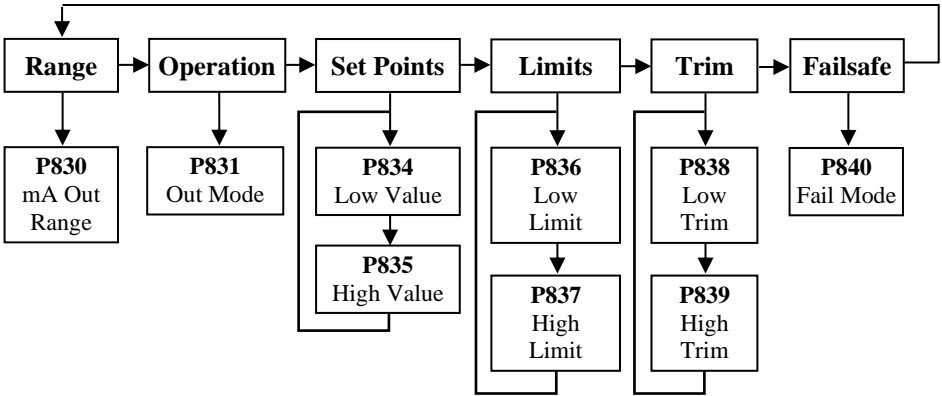 Range
Operation
Set Points
Limits
Trim
Failsafe
P830
mA Out
Range
P831
Out Mode
P834
Low Value
P835
High Value
P836
Low
Limit
P837
High
Limit
P838
Low
Trim
P839
High
Trim
P840
Fail Mode